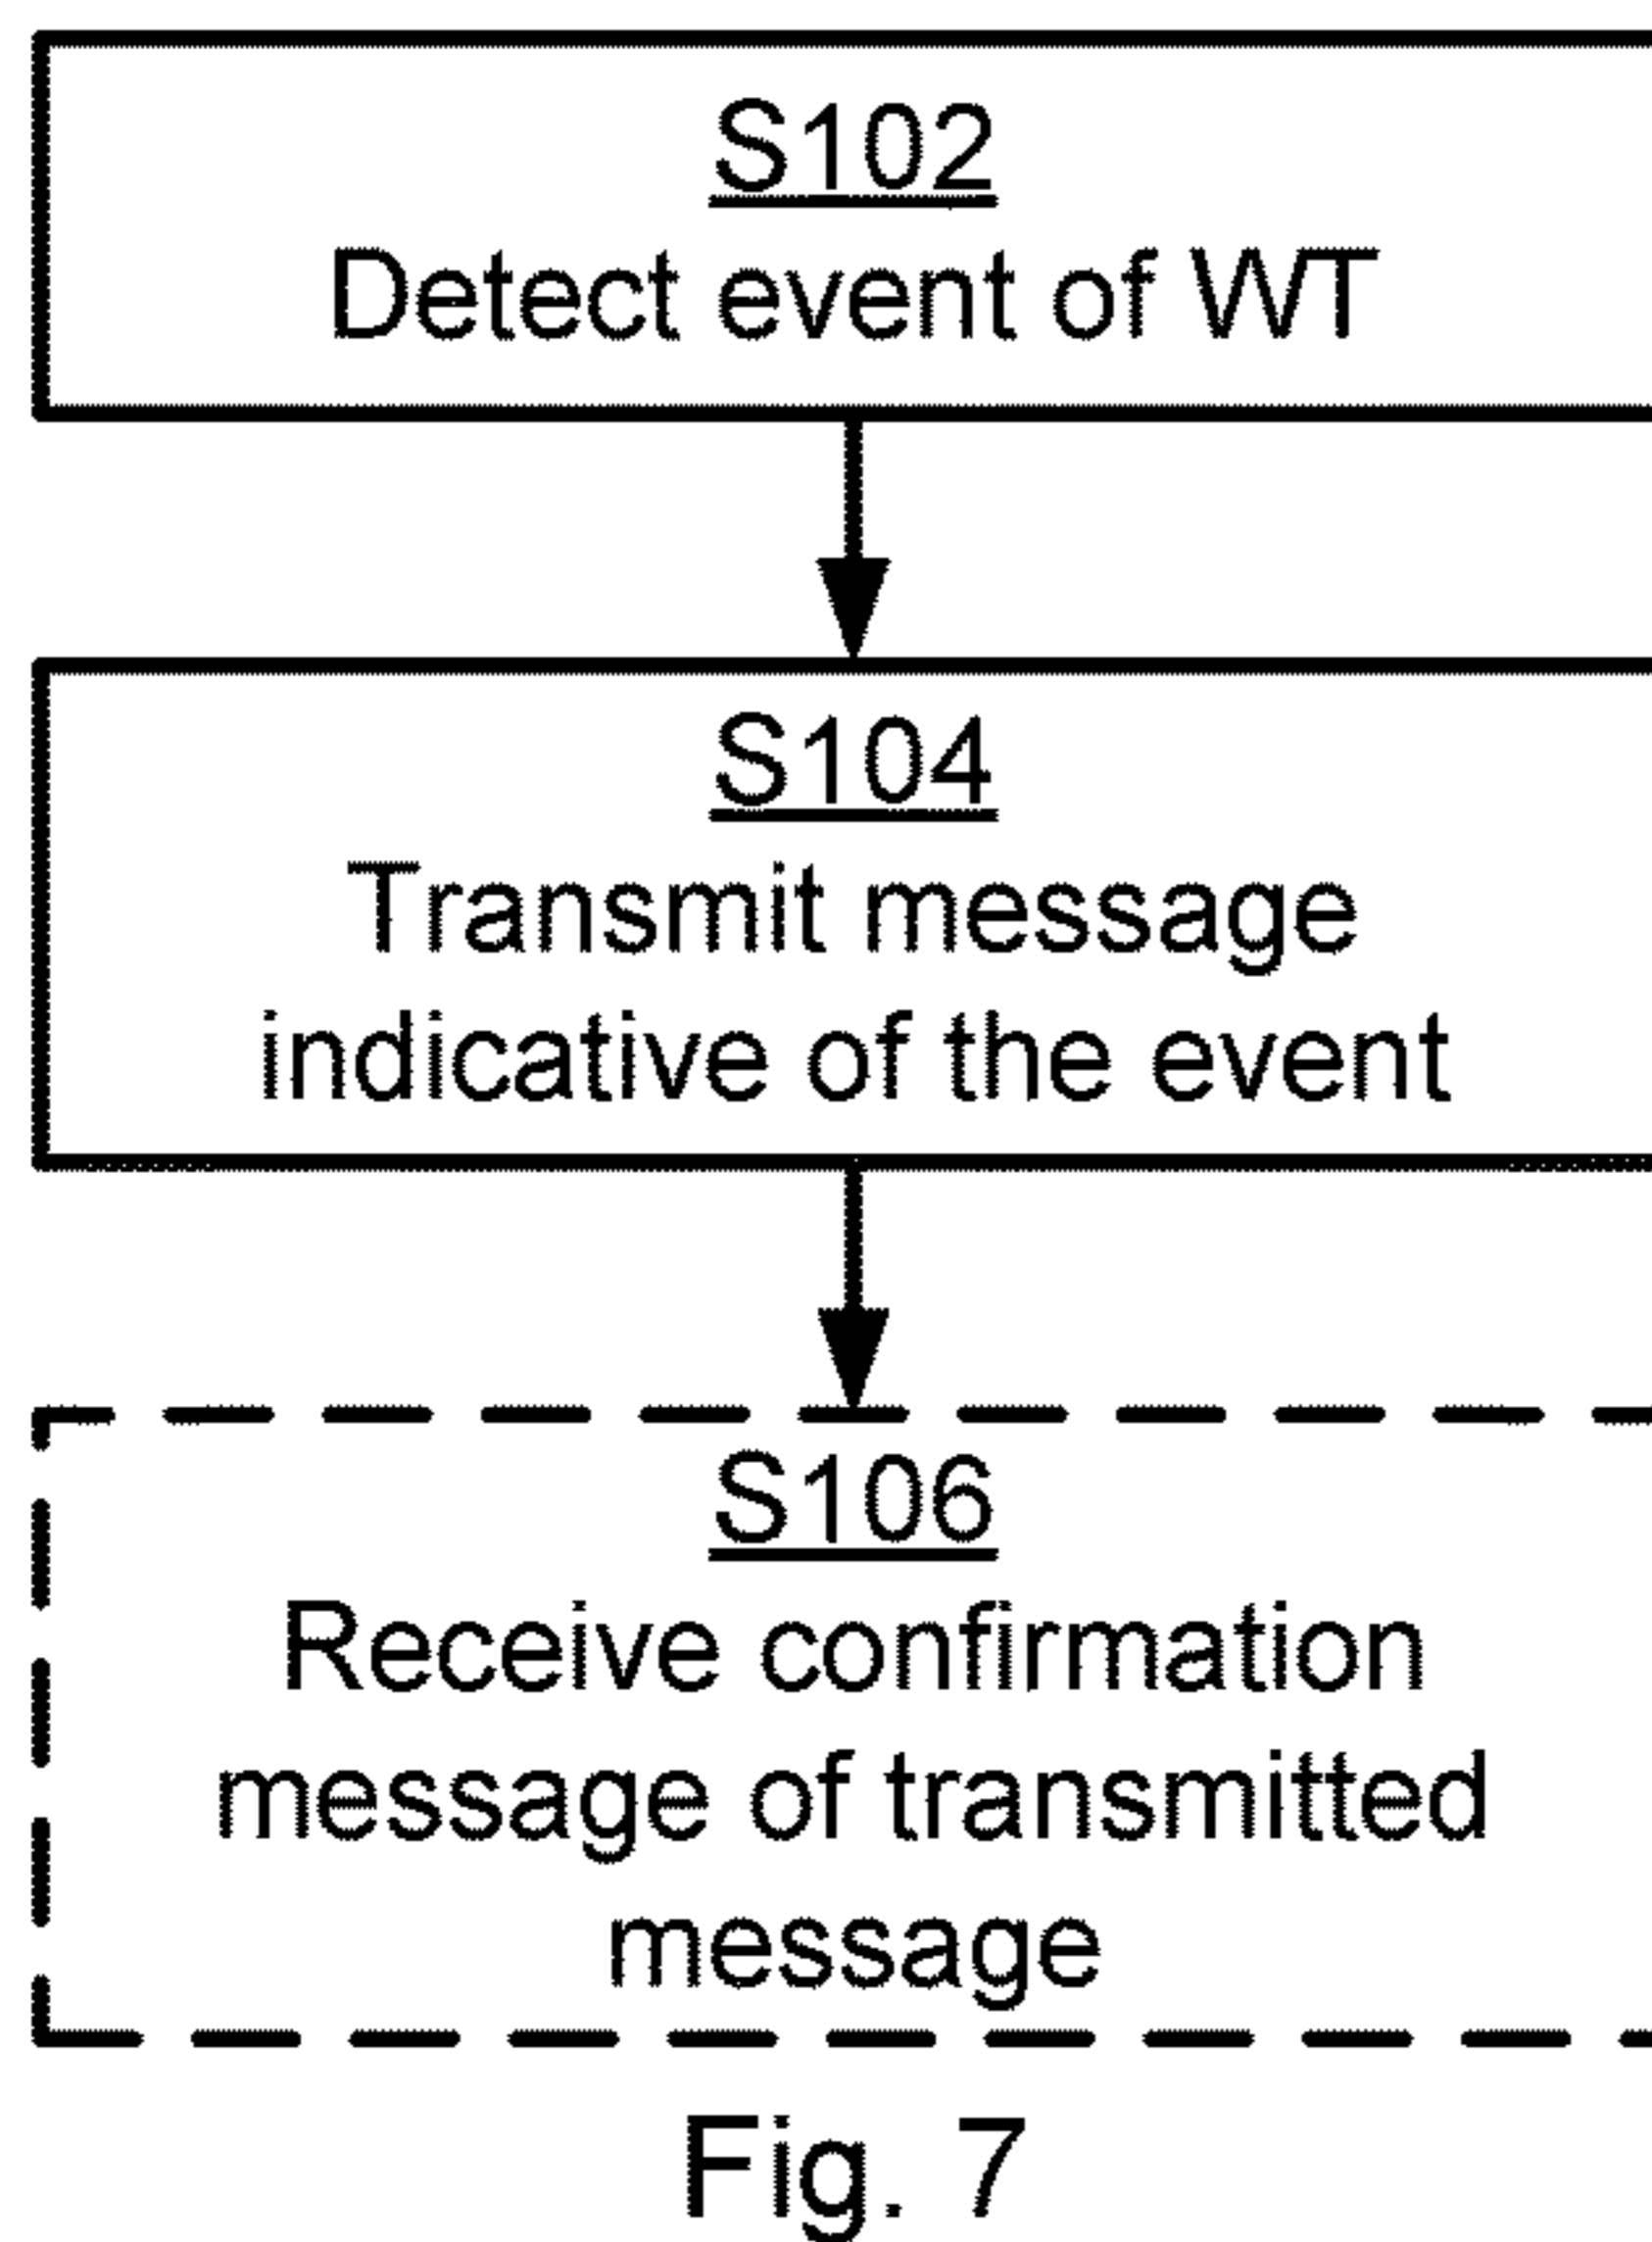 S102
Detect event of WT
S104
Transmit message
indicative of the event
S106
Receive confirmation
message of transmitted
message
Fig. 7